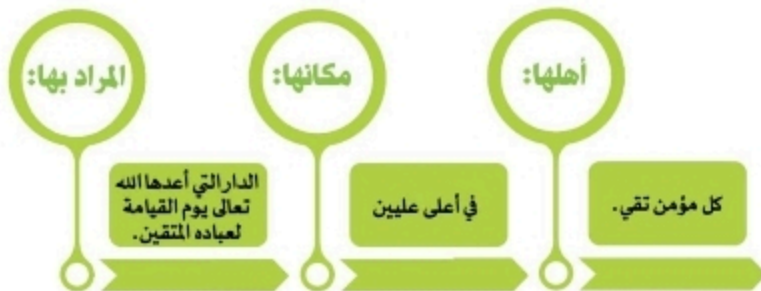 أهلها:
كل مؤمن تقي.
مكانها:
في أعلى عليين
المراد بها:
الدار التي أعدها الله
تعالى يوم القيامة
لعباده المتقين.